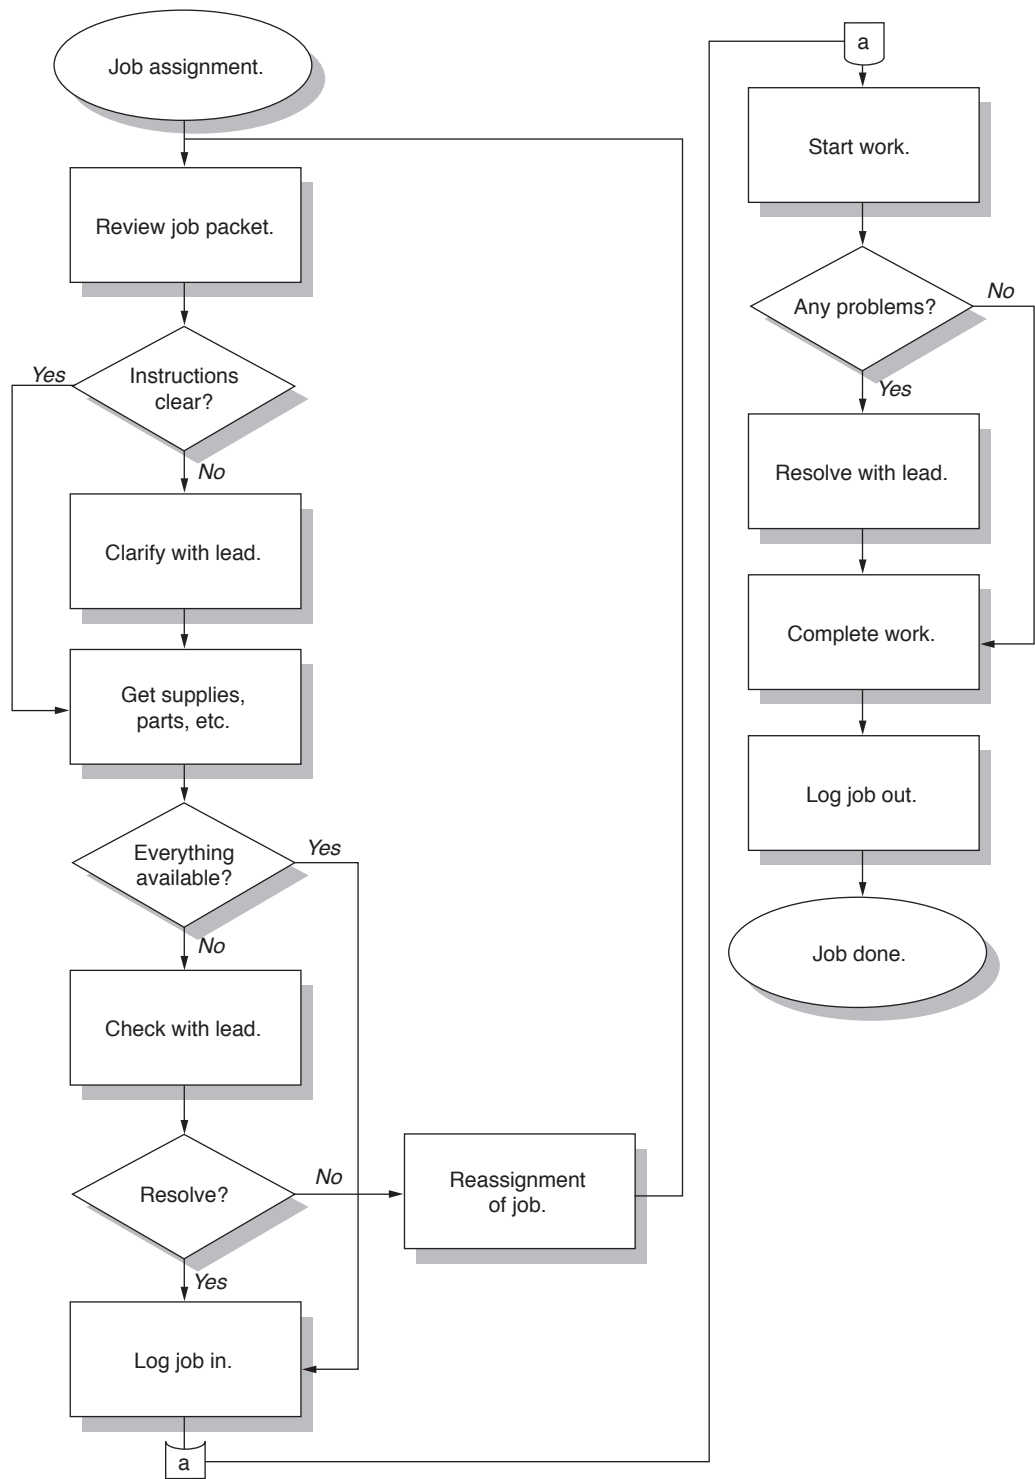 Job assignment.
Review job packet.
Yes
Instructions
clear?
No
Clarify with lead.
Get supplies,
parts, etc.
Everything
available?
Yes
No
Check with lead.
Resolve?
No
Reassignment
of job.
Yes
Log job in.
a
a
Start work.
Any problems?
No
Yes
Resolve with lead.
Complete work.
Log job out.
Job done.